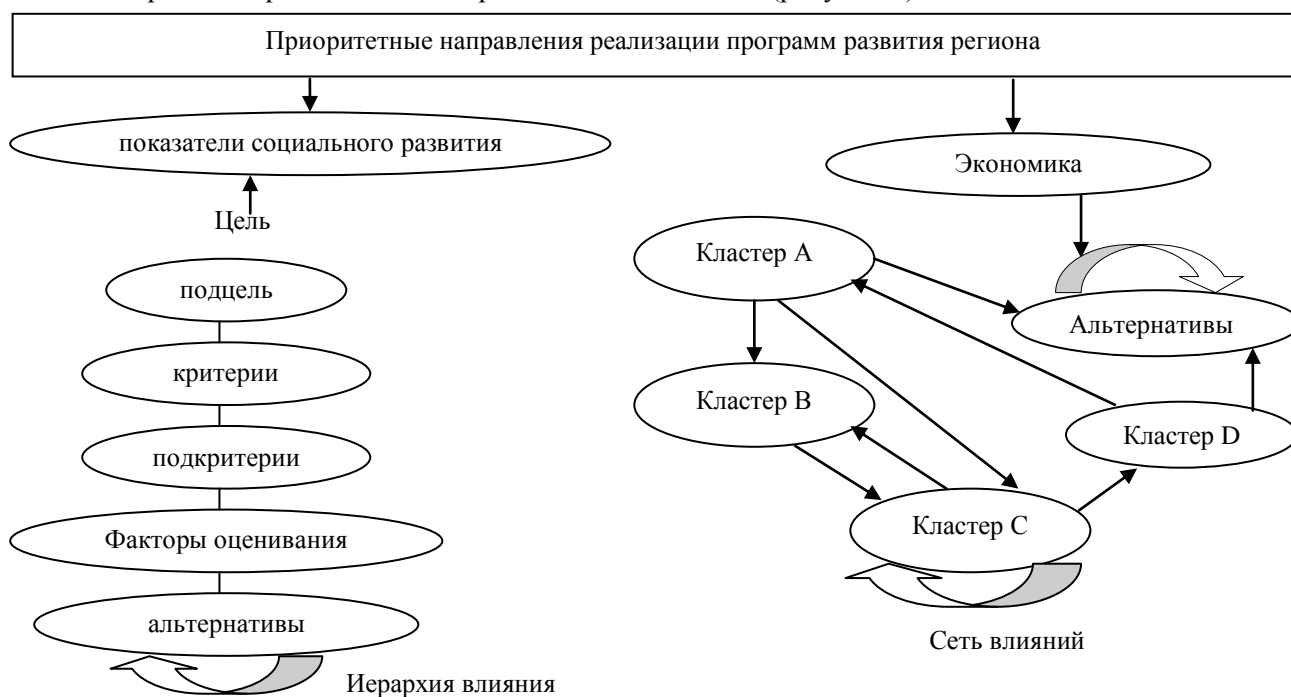 Приоритетные направления реализации программ развития региона
показатели социального развития
Цель
подцель
критерии
подкритерии
Факторы оценивания
альтернативы
Иерархия влияния
Экономика
Кластер A
Альтернативы
Кластер B
Кластер D
Кластер C
Сеть влияний